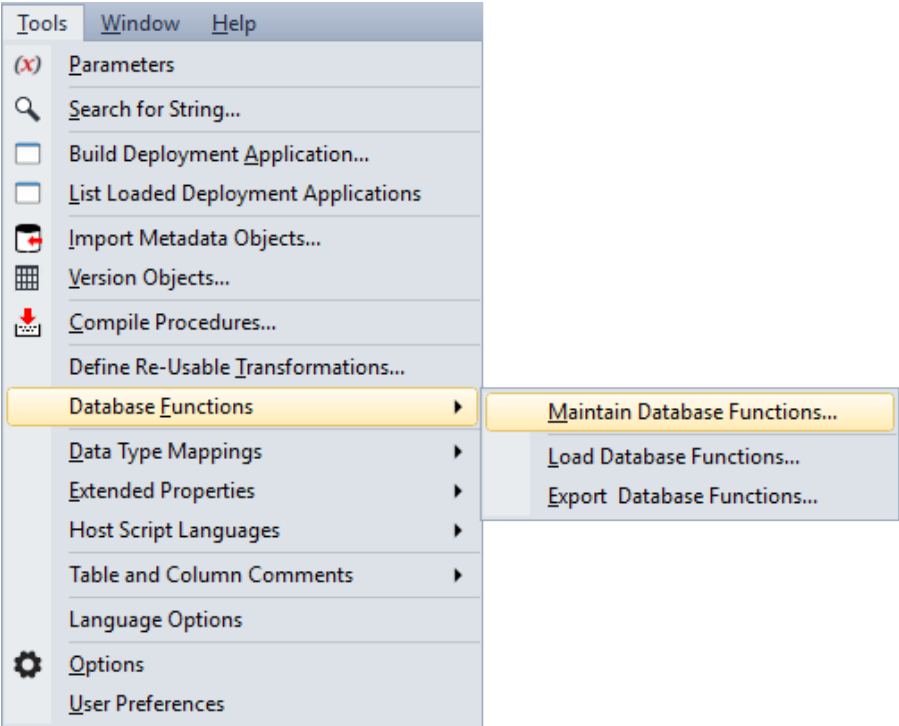 Tools Window Help
(x) Parameters
Search for String...
Build Deployment Application...
List Loaded Deployment Applications
Import Metadata Objects...
Version Objects...
Compile Procedures...
Define Re-Usable Transformations...
Database Functions
Maintain Database Functions...
Load Database Functions...
Export  Database Functions...
Data Type Mappings
Extended Properties
Host Script Languages
Table and Column Comments
Language Options
Options
User Preferences